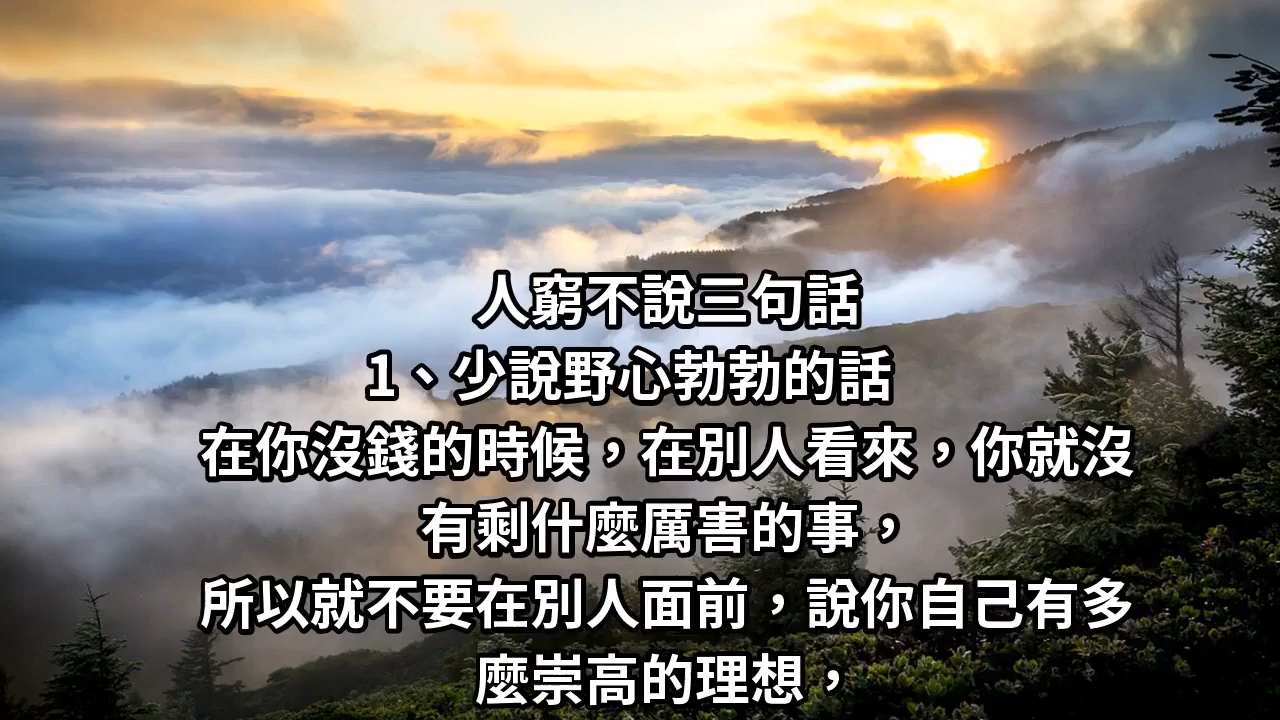 人窮不說三句話
1、少說野心勃勃的話
在你沒錢的時候，在別人看來，你就沒
有剩什麼厲害的事，
所以就不要在別人面前，說你自己有多
麼崇高的理想，